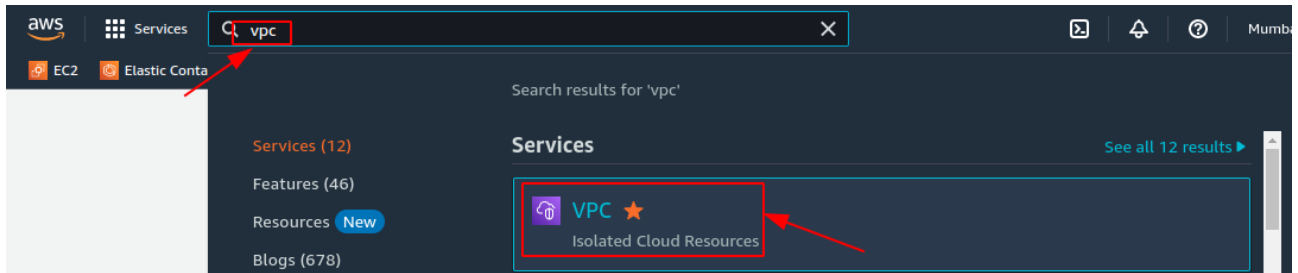 aws
Services
vpc
Mumba
EC2
Elastic Conta
Search results for 'vpc'
Services (12)
Features (46)
Resources New
Blogs (678)
Services
See all 12 results
VPC
Isolated Cloud Resources